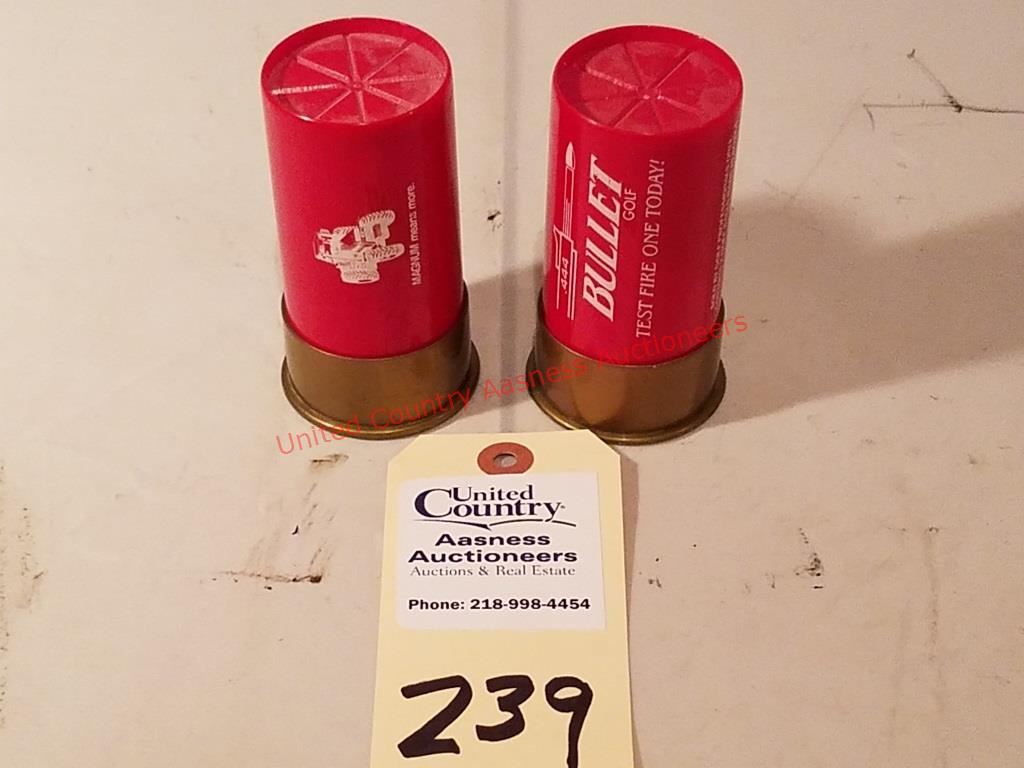 MAGNUM means more.
.444
BULLET
GOLF
TEST FIRE ONE TODAY!
United Country Aasness Auctioneers
United
Country
Aasness
Auctioneers
Auctions & Real Estate
Phone: 218-998-4454
239